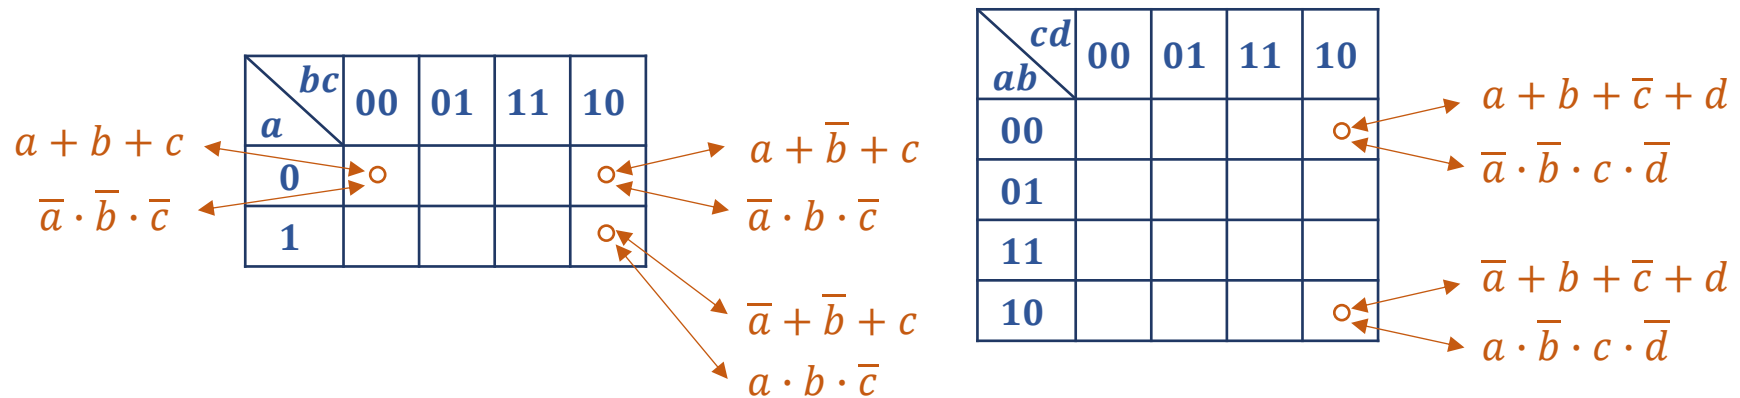 bc
a
00 01 11 10
0
1
a + b + c
a̅ · b̅ · c̅
a + b̅ + c
a̅ · b · c̅
a̅ + b̅ + c
a · b · c̅
cd
ab
00 01 11 10
00
01
11
10
a + b + c̅ + d
a̅ · b̅ · c · d̅
a̅ + b + c̅ + d
a · b̅ · c · d̅